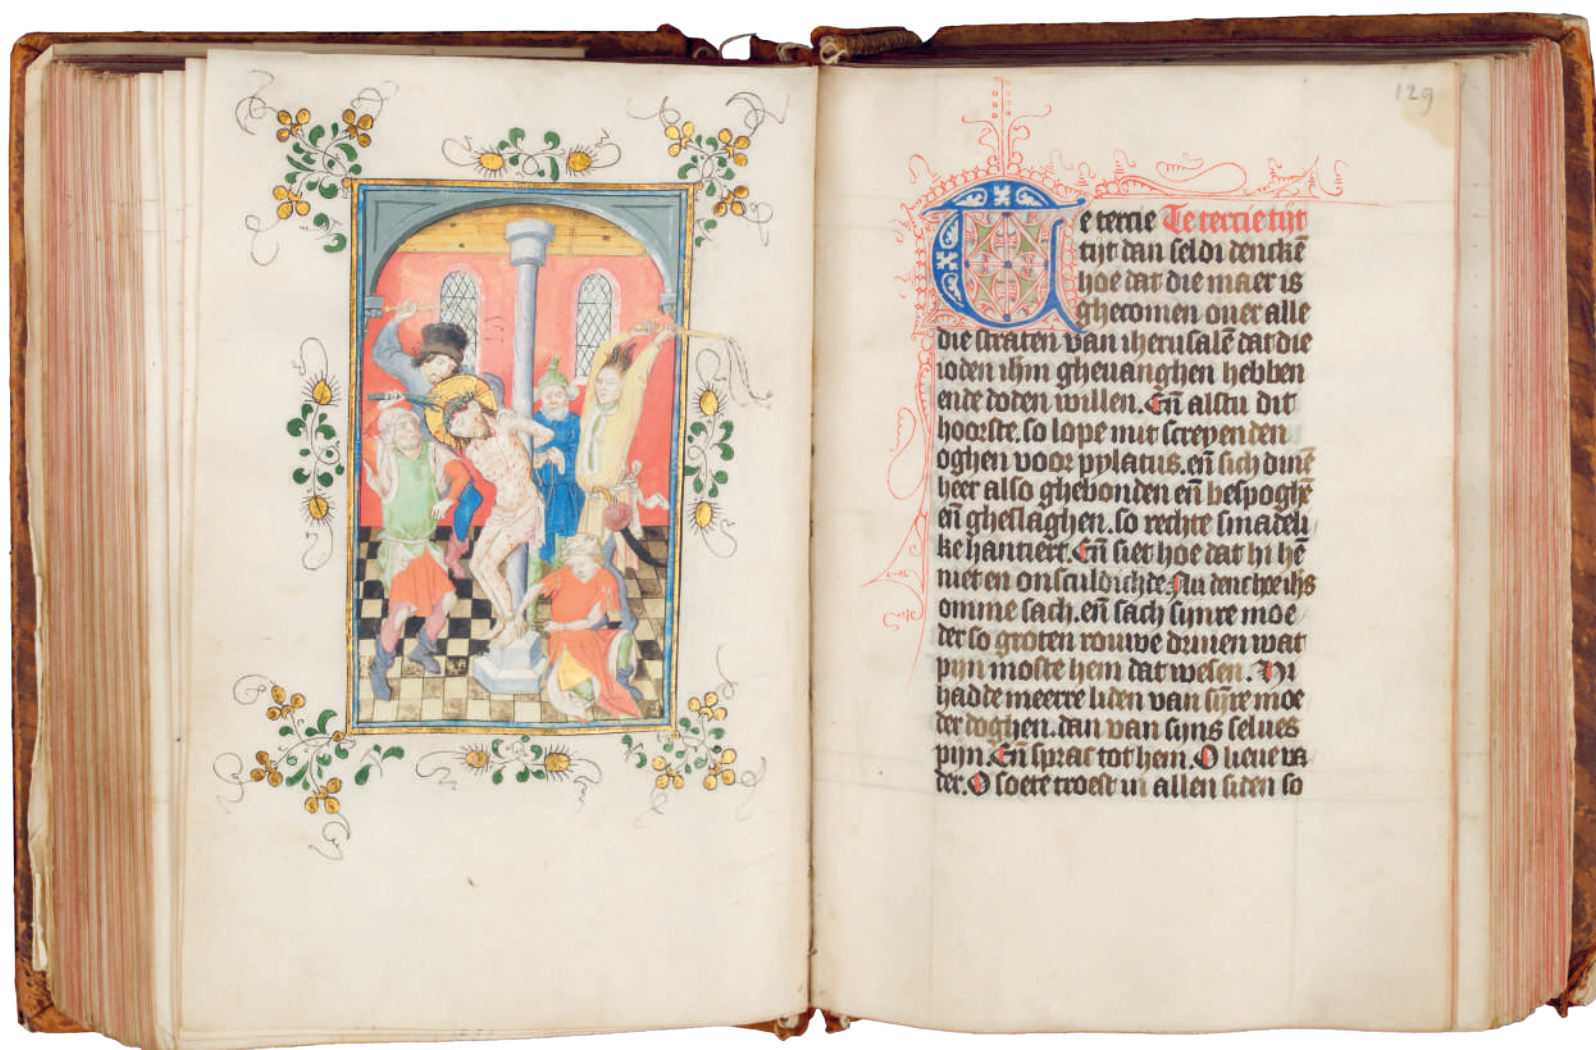 129
Te tercie Te tercie tijt
tijt dan seldi denckē
hoe dat die maer is
ghecomen ouer alle
die straten van iherusalē dat die
ioden ihm gheuanghen hebben
ende doden willen. Eñ alstu dit
hoorste. so lope mit screyenden
oghen voor pylatus. eñ sich dinē
heer also ghebonden eñ bespoghē
eñ gheslaghen. so rechte smadeli
ke hantiert. Eñ siet hoe dat hi hē
niet en onsculdichde. Nu denc hoe ihs
omme sach. eñ sach sijnre moe
der so groten rouwe driuen wat
pijn moste hem dat wesen. Hi
hadde meerre liden van sijre moe
der doghen. dan van sijns selues
pijn. Eñ sprac tot hem. O lieue va
der. O soete troest in allen liden so